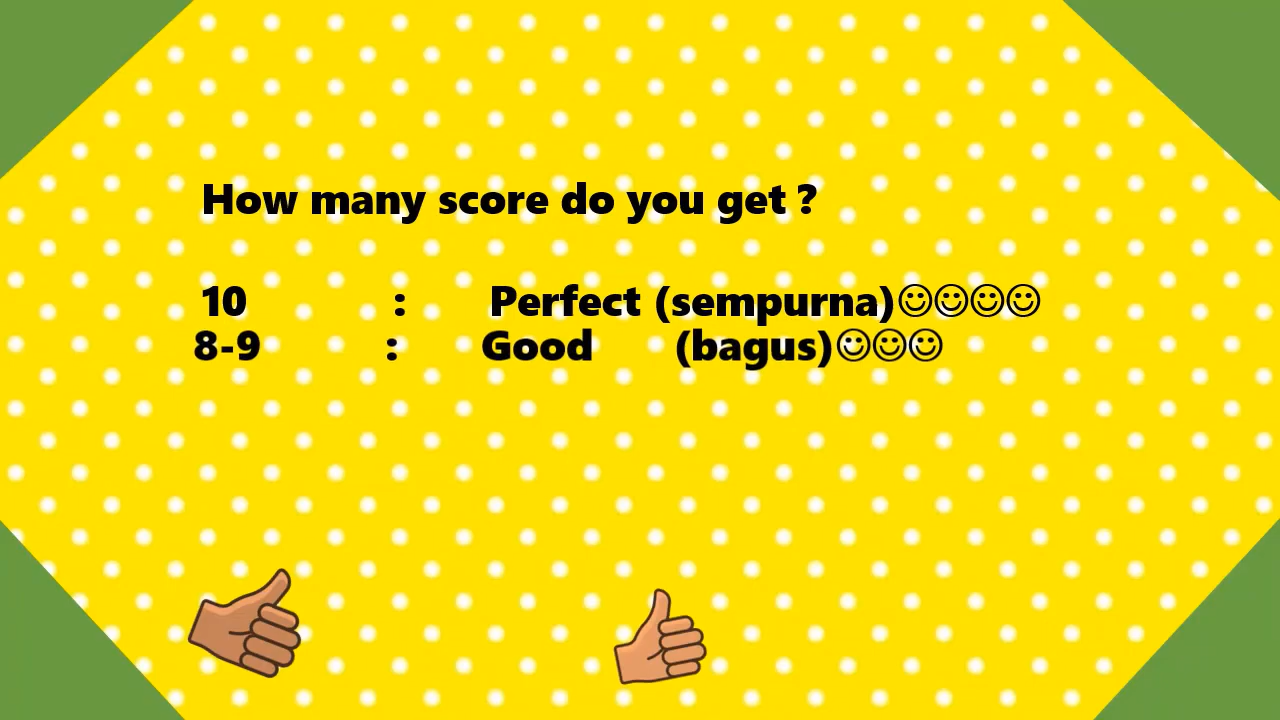 How many score do you get ?
10 : Perfect (sempurna)☺☺☺☺
8-9 : Good (bagus)☺☺☺